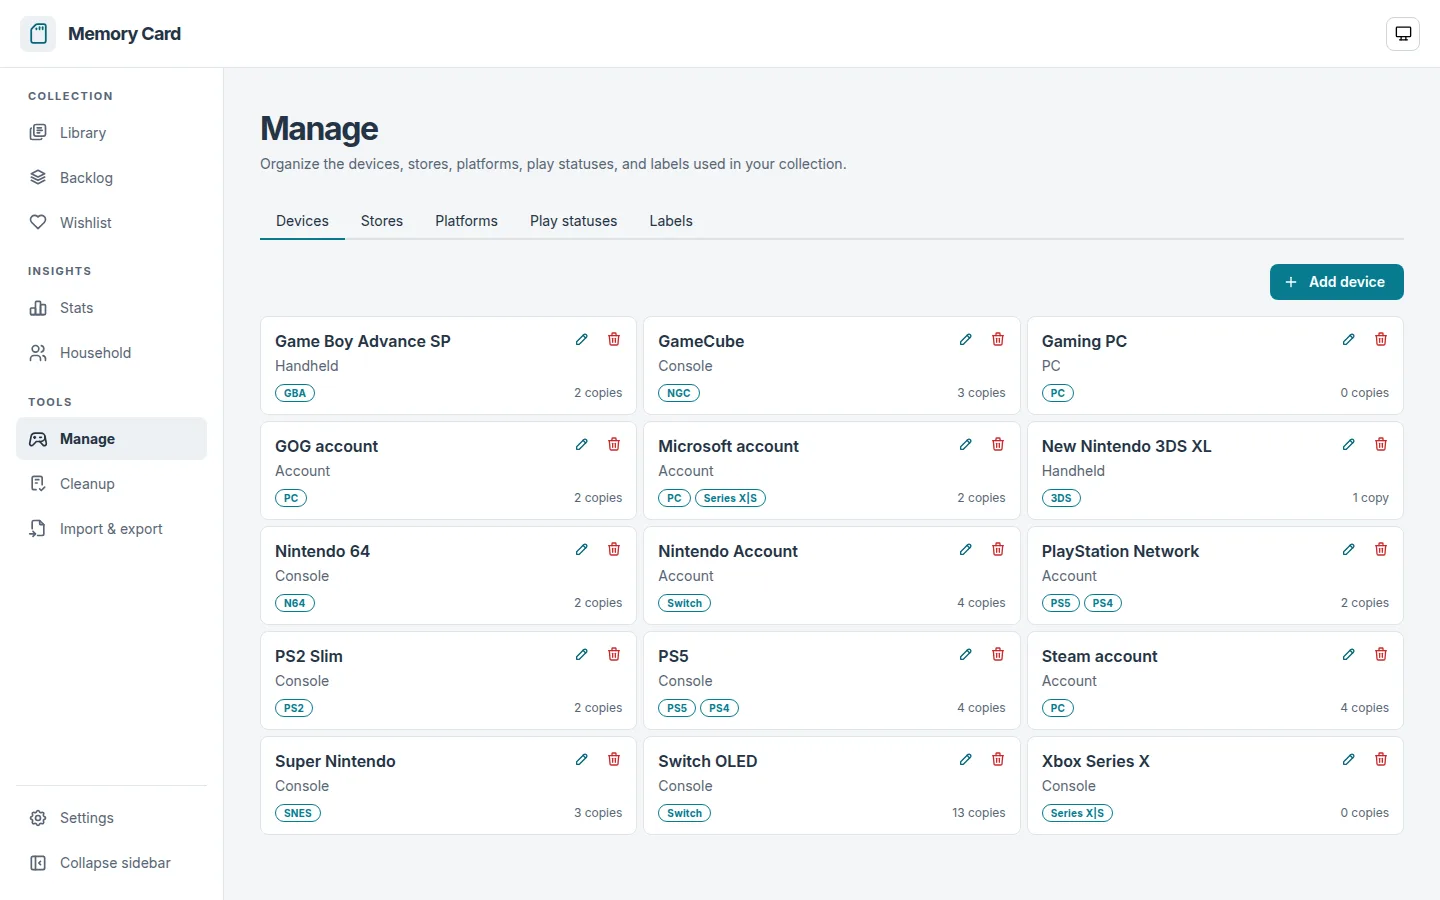 Memory Card
COLLECTION
Library
Backlog
Wishlist
INSIGHTS
Stats
Household
TOOLS
Manage
Cleanup
Import & export
Settings
Collapse sidebar
Manage
Organize the devices, stores, platforms, play statuses, and labels used in your collection.
Devices Stores Platforms Play statuses Labels
+ Add device
Game Boy Advance SP
Handheld
GBA 2 copies
GameCube
Console
NGC 3 copies
Gaming PC
PC
PC 0 copies
GOG account
Account
PC 2 copies
Microsoft account
Account
PC Series X|S 2 copies
New Nintendo 3DS XL
Handheld
3DS 1 copy
Nintendo 64
Console
N64 2 copies
Nintendo Account
Account
Switch 4 copies
PlayStation Network
Account
PS5 PS4 2 copies
PS2 Slim
Console
PS2 2 copies
PS5
Console
PS5 PS4 4 copies
Steam account
Account
PC 4 copies
Super Nintendo
Console
SNES 3 copies
Switch OLED
Console
Switch 13 copies
Xbox Series X
Console
Series X|S 0 copies